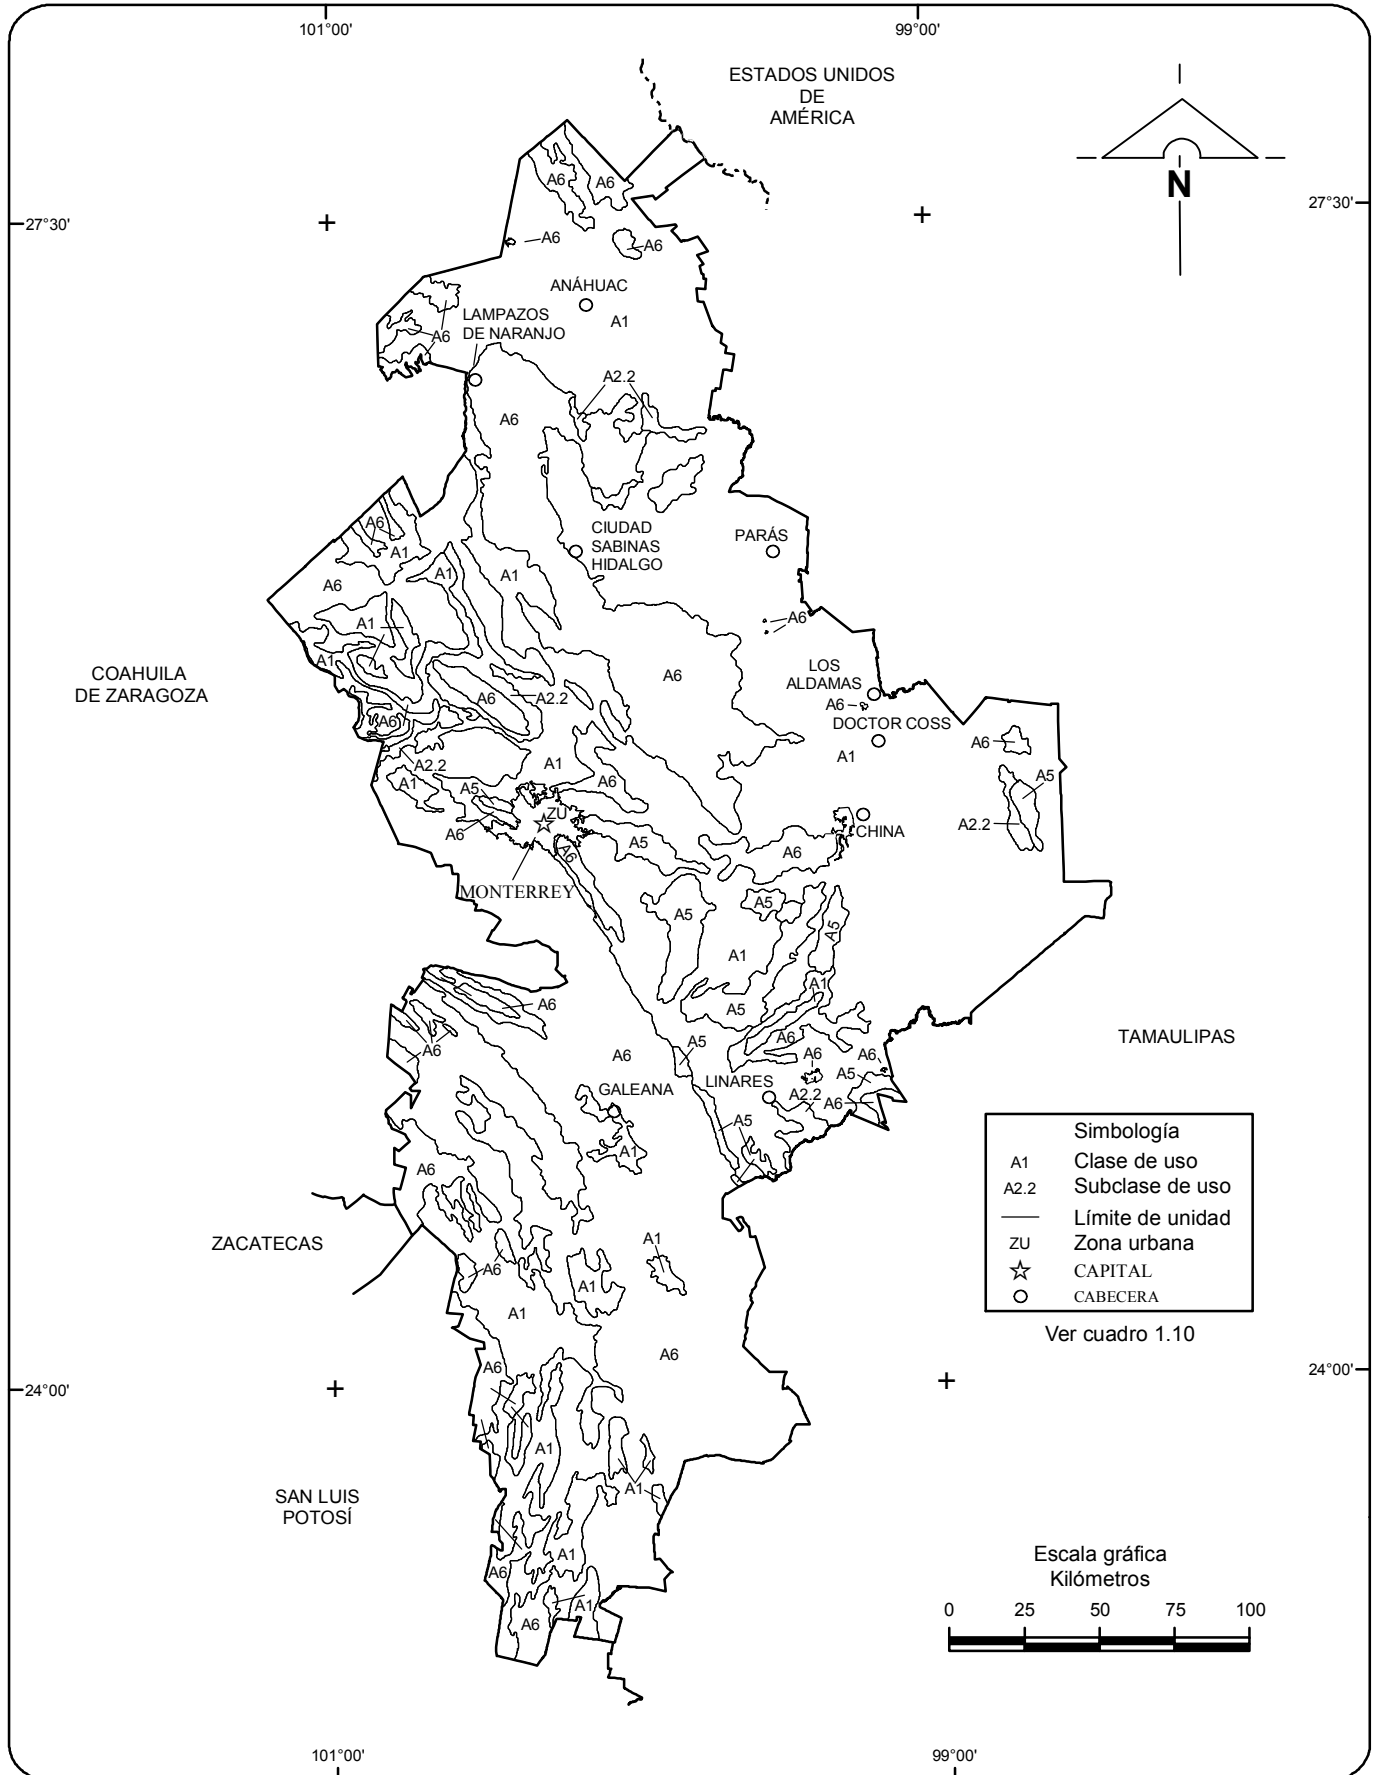 101°00'
99°00'
ESTADOS UNIDOS
DE
AMÉRICA
N
27°30'
27°30'
A6
A6
A6
A6
ANÁHUAC
A1
LAMPAZOS
DE NARANJO
A6
A2.2
A6
CIUDAD
SABINAS
HIDALGO
PARÁS
A6
A1
A6
A1
A1
A6
A1
A1
A6
LOS
ALDAMAS
A6
DOCTOR COSS
A1
COAHUILA
DE ZARAGOZA
A6
A6
A2.2
A6
A2.2
A1
A1
A6
A5
A6
ZU
A6
MONTERREY
A5
A6
CHINA
A6
A5
A2.2
A5
A5
A5
A1
A1
A5
A6
A6
A6
A5
A6
A6
A6
A5
A6
A2.2
LINARES
GALEANA
A5
A1
TAMAULIPAS
Simbología
A1 Clase de uso
A2.2 Subclase de uso
Límite de unidad
ZU Zona urbana
CAPITAL
CABECERA
Ver cuadro 1.10
A6
ZACATECAS
A6
A1
A1
A1
A6
A6
24°00'
24°00'
A1
A1
SAN LUIS
POTOSÍ
A1
A6
A1
A6
Escala gráfica
Kilómetros
0 25 50 75 100
101°00'
99°00'